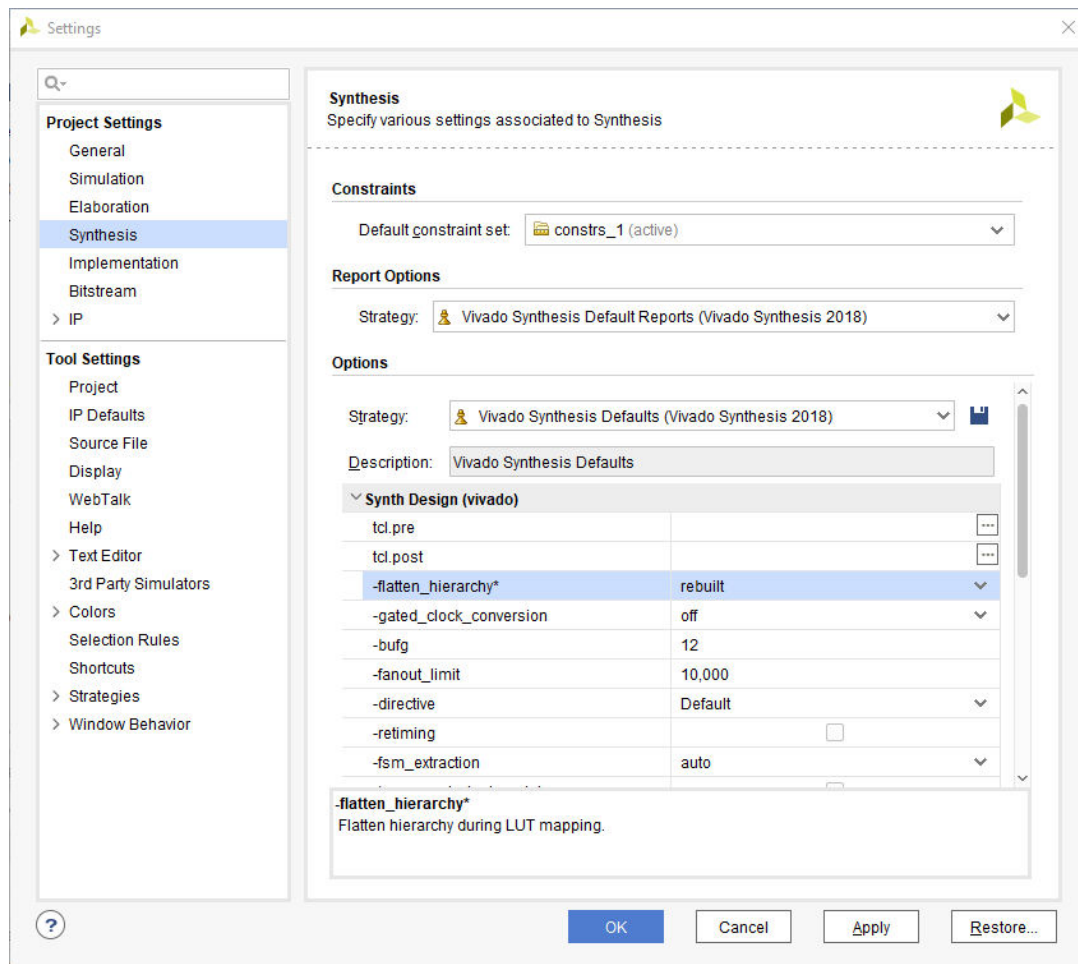 Settings
Project Settings
General
Simulation
Elaboration
Synthesis
Implementation
Bitstream
IP
Tool Settings
Project
IP Defaults
Source File
Display
WebTalk
Help
Text Editor
3rd Party Simulators
Colors
Selection Rules
Shortcuts
Strategies
Window Behavior
Synthesis
Specify various settings associated to Synthesis
Constraints
Default constraint set: constrs_1 (active)
Report Options
Strategy: Vivado Synthesis Default Reports (Vivado Synthesis 2018)
Options
Strategy: Vivado Synthesis Defaults (Vivado Synthesis 2018)
Description: Vivado Synthesis Defaults
Synth Design (vivado)
tcl.pre ...
tcl.post ...
-flatten_hierarchy* rebuilt
-gated_clock_conversion off
-bufg 12
-fanout_limit 10,000
-directive Default
-retiming
-fsm_extraction auto
-flatten_hierarchy*
Flatten hierarchy during LUT mapping.
? OK Cancel Apply Restore...